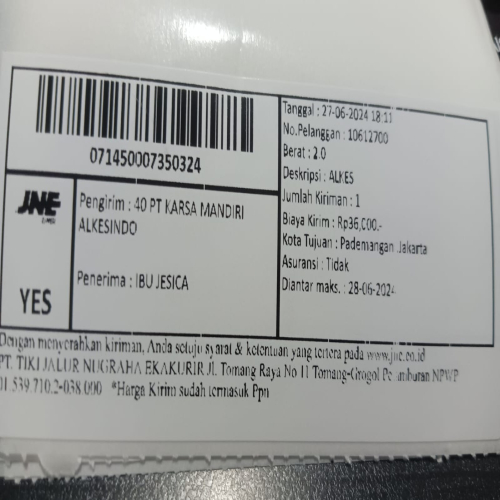 071450007350324
JNE
YES
Pengirim : 40 PT KARSA MANDIRI
ALKESINDO
Penerima : IBU JESICA
Tanggal : 27-06-2024 18:11
No.Pelanggan : 10612700
Berat : 2.0
Deskripsi : ALKES
Jumlah Kiriman : 1
Biaya Kirim : Rp36,000.-
Kota Tujuan : Pademangan ,Jakarta
Asuransi : Tidak
Diantar maks. : 28-06-2024
Dengan menyerahkan kiriman, Anda setuju syarat & ketentuan yang tertera pada www.jne.co.id
PT. TIKI JALUR NUGRAHA EKAKURIR Jl. Tomang Raya No 11 Tomang-Grogol NPWP
01.539.710.2-038.000 *Harga Kirim sudah termasuk Ppn